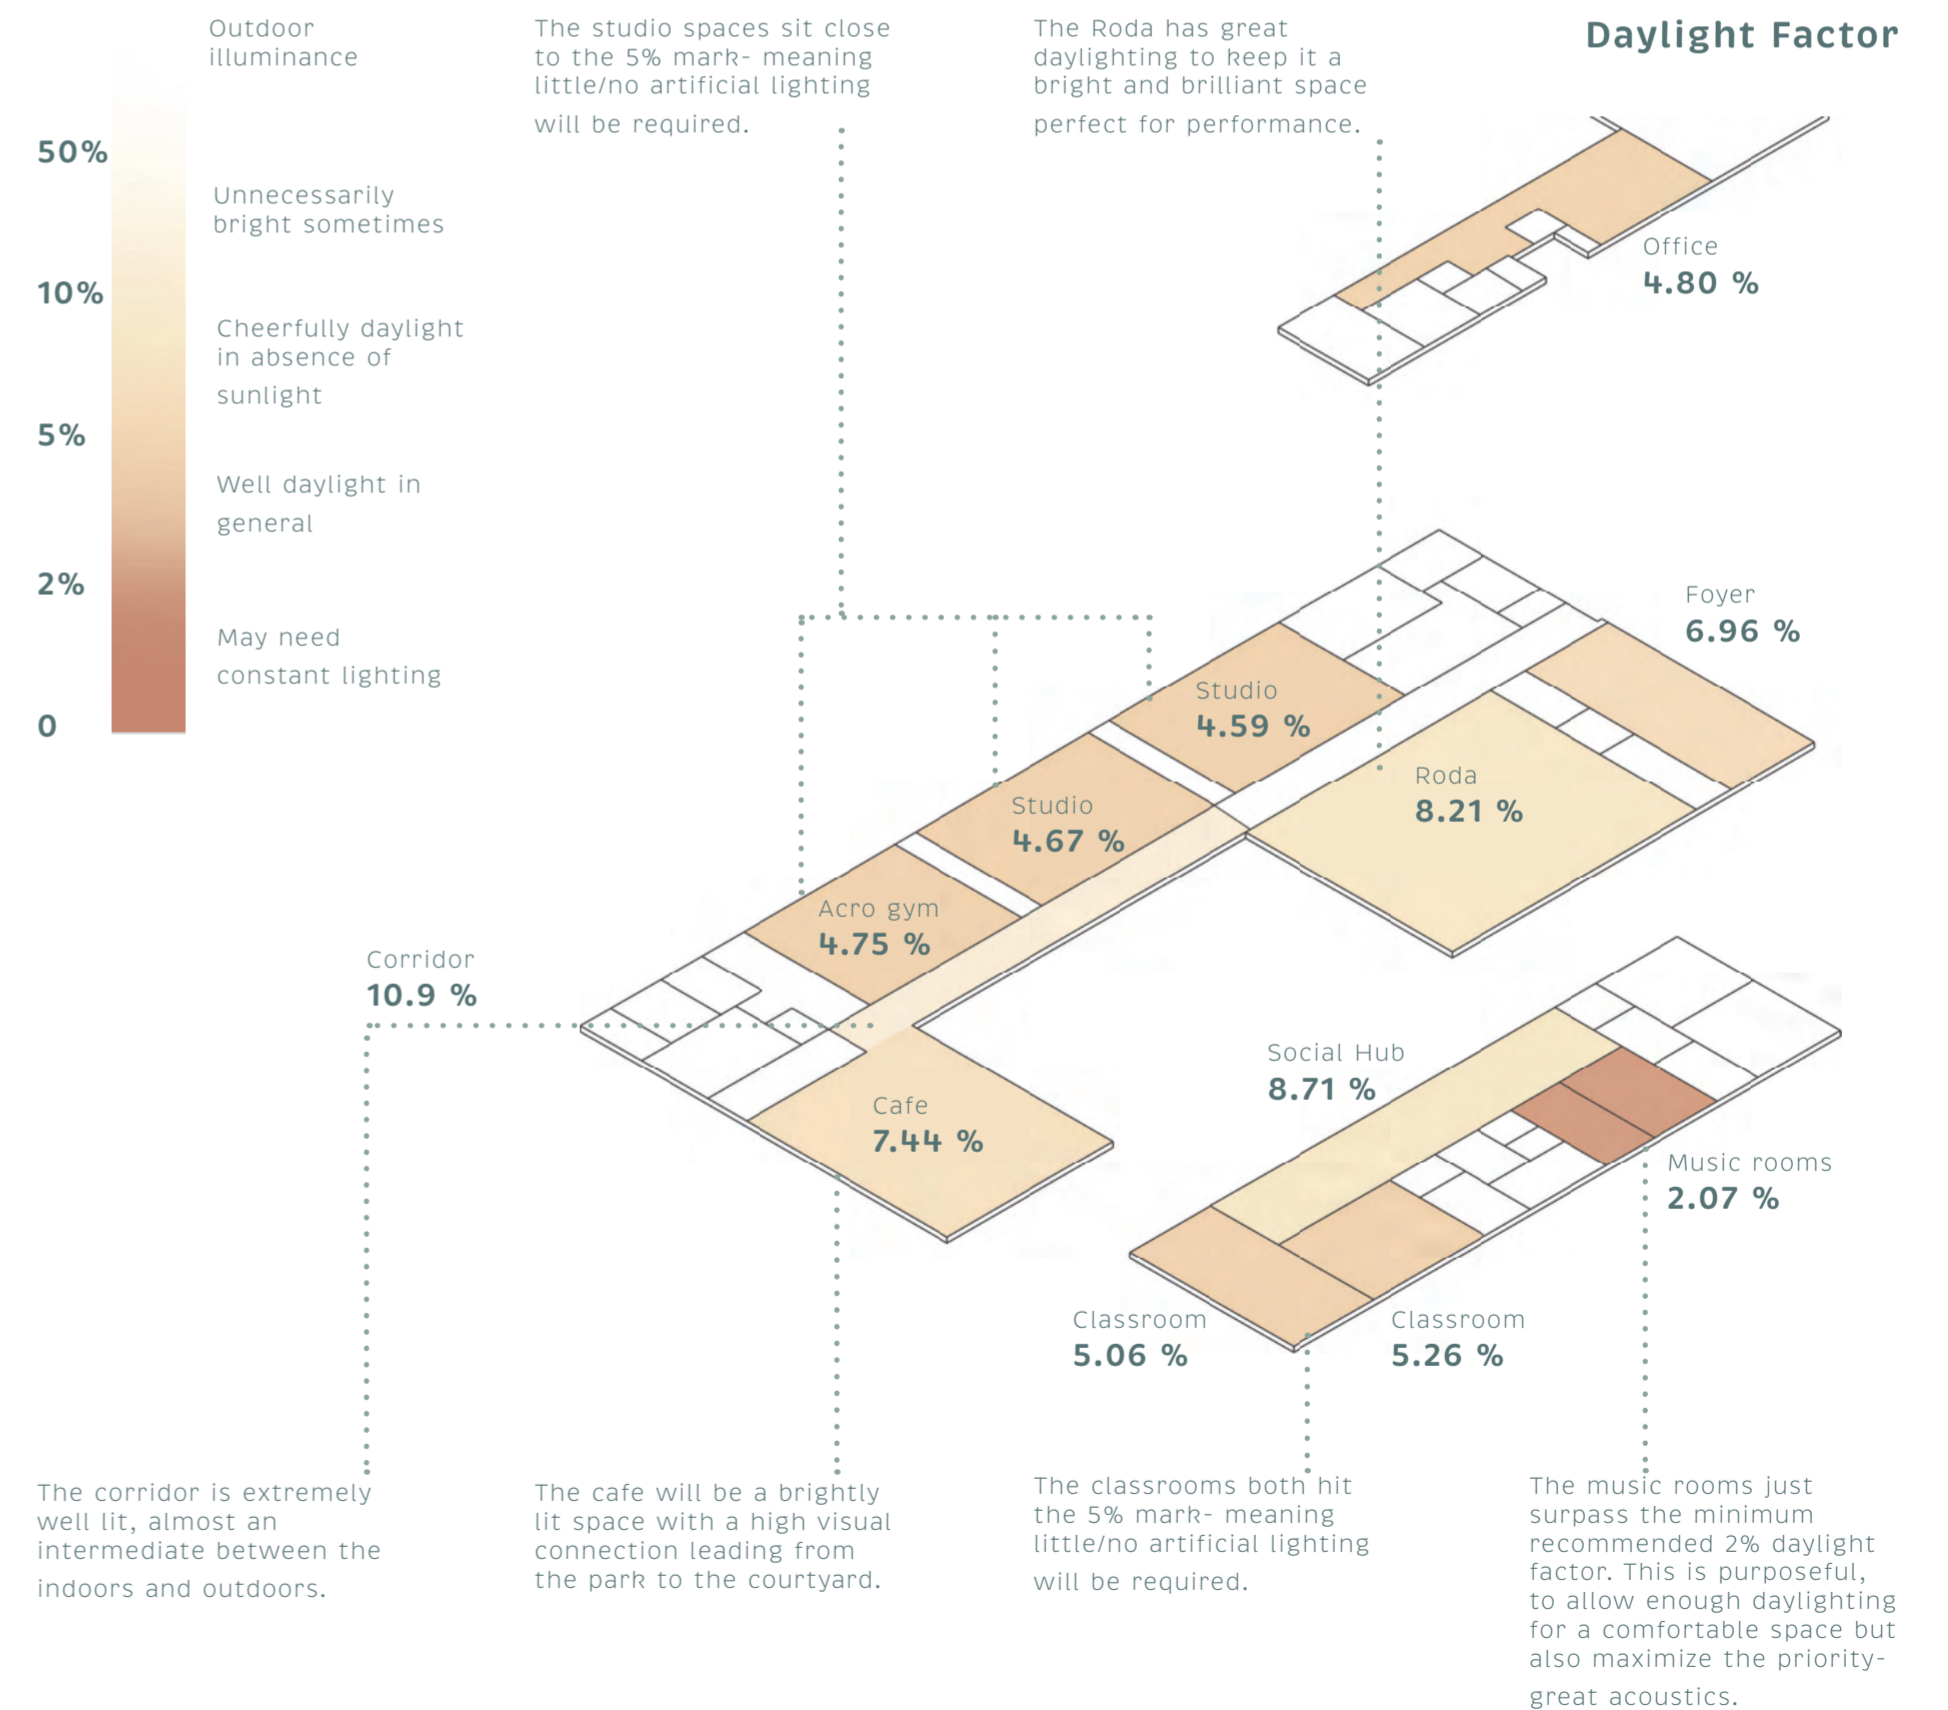 Daylight Factor
Outdoor
illuminance
50%
Unnecessarily
bright sometimes
10%
Cheerfully daylight
in absence of
sunlight
5%
Well daylight in
general
2%
May need
constant lighting
0
The studio spaces sit close
to the 5% mark- meaning
little/no artificial lighting
will be required.
The Roda has great
daylighting to keep it a
bright and brilliant space
perfect for performance.
Office
4.80 %
Foyer
6.96 %
Studio
4.59 %
Roda
8.21 %
Studio
4.67 %
Acro gym
4.75 %
Corridor
10.9 %
Cafe
7.44 %
Social Hub
8.71 %
Music rooms
2.07 %
Classroom
5.06 %
Classroom
5.26 %
The corridor is extremely
well lit, almost an
intermediate between the
indoors and outdoors.
The cafe will be a brightly
lit space with a high visual
connection leading from
the park to the courtyard.
The classrooms both hit
the 5% mark- meaning
little/no artificial lighting
will be required.
The music rooms just
surpass the minimum
recommended 2% daylight
factor. This is purposeful,
to allow enough daylighting
for a comfortable space but
also maximize the priority-
great acoustics.